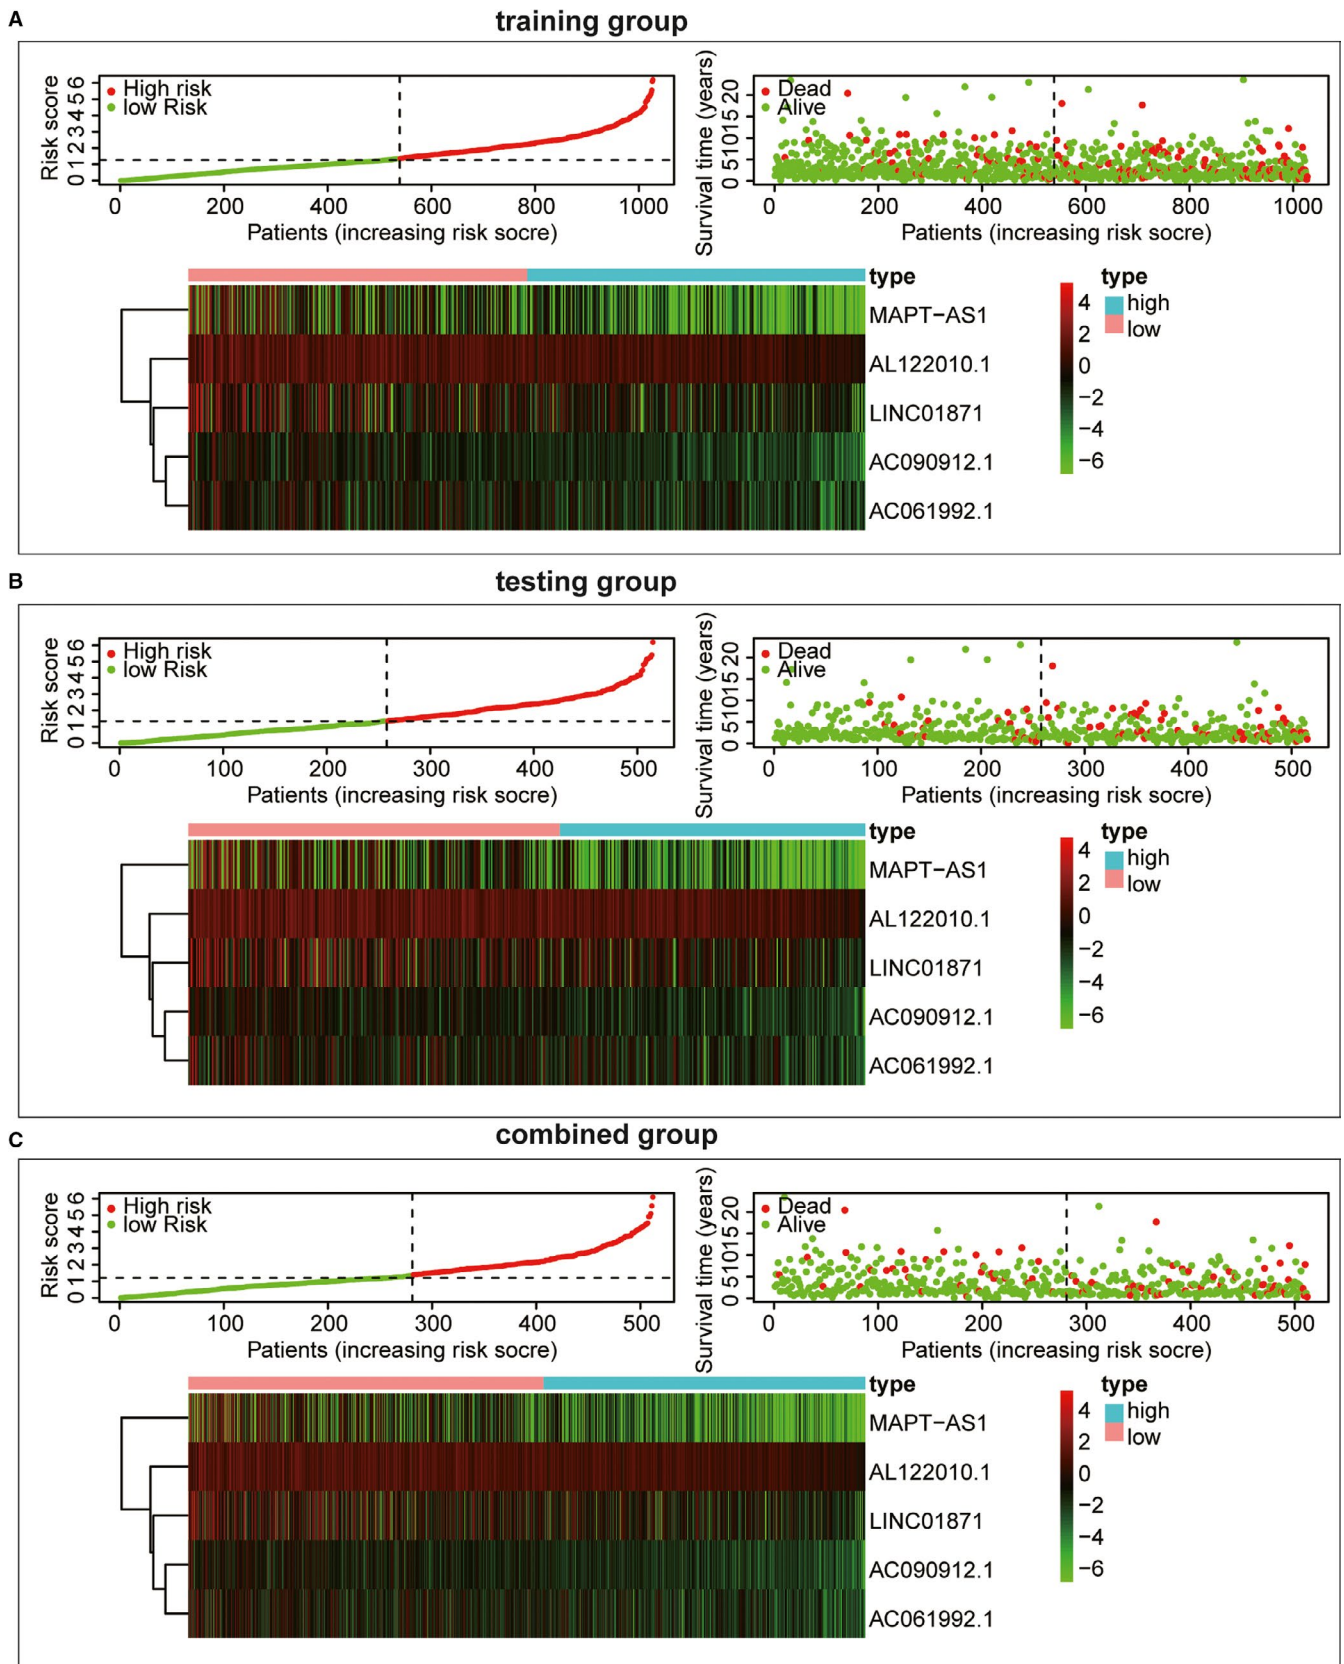 A
training group
Risk score
0 1 2 3 4 5 6
High risk
low Risk
0 200 400 600 800 1000
Patients (increasing risk socre)
Survival time (years)
0 5 10 15 20
Dead
Alive
0 200 400 600 800 1000
Patients (increasing risk socre)
type
MAPT−AS1
AL122010.1
LINC01871
AC090912.1
AC061992.1
4
2
0
−2
−4
−6
type
high
low
B
testing group
Risk score
0 1 2 3 4 5 6
High risk
low Risk
0 100 200 300 400 500
Patients (increasing risk socre)
Survival time (years)
0 5 10 15 20
Dead
Alive
0 100 200 300 400 500
Patients (increasing risk socre)
type
MAPT−AS1
AL122010.1
LINC01871
AC090912.1
AC061992.1
4
2
0
−2
−4
−6
type
high
low
C
combined group
Risk score
0 1 2 3 4 5 6
High risk
low Risk
0 100 200 300 400 500
Patients (increasing risk socre)
Survival time (years)
0 5 10 15 20
Dead
Alive
0 100 200 300 400 500
Patients (increasing risk socre)
type
MAPT−AS1
AL122010.1
LINC01871
AC090912.1
AC061992.1
4
2
0
−2
−4
−6
type
high
low